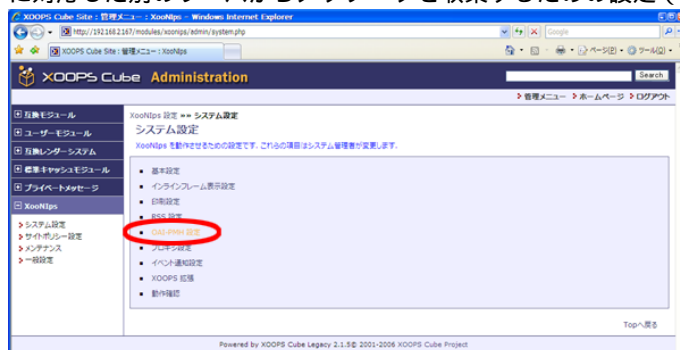 XOOPS Cube Site : 管理メニュー : XooNIps - Windows Internet Explorer
http://192.168.2.167/modules/xoonips/admin/system.php
Google
XOOPS Cube Site : 管理メニュー : XooNIps
ページ(P)
ツール(O)
XOOPS Cube Administration
Search
管理メニュー ホームページ ログアウト
互換モジュール
ユーザーモジュール
互換レンダーシステム
標準キャッシュモジュール
プライベートメッセージ
XooNIps
システム設定
サイトポリシー設定
メンテナンス
一般設定
XooNIps 設定 »» システム設定
システム設定
XooNIps を動作させるための設定です. これらの項目はシステム管理者が変更します.
基本設定
インラインフレーム表示設定
印刷設定
RSS 設定
OAI-PMH 設定
プロキシ設定
イベント通知設定
XOOPS 拡張
動作確認
Topへ戻る
Powered by XOOPS Cube Legacy 2.1.5© 2001-2006 XOOPS Cube Project